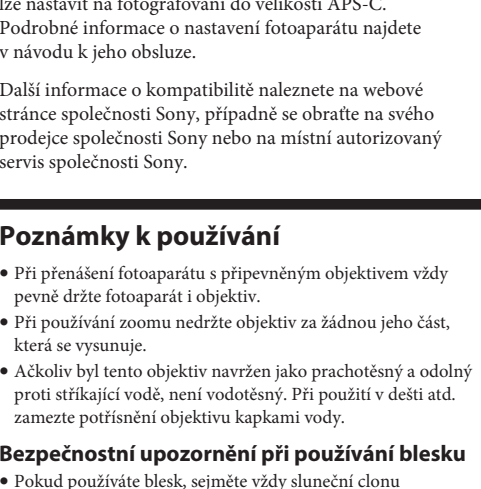 lze nastavit na fotografování do velikosti APS-C.
Podrobné informace o nastavení fotoaparátu najdete
v návodu k jeho obsluze.
Další informace o kompatibilitě naleznete na webové
stránce společnosti Sony, případně se obraťte na svého
prodejce společnosti Sony nebo na místní autorizovaný
servis společnosti Sony.
Poznámky k používání
• Při přenášení fotoaparátu s připevněným objektivem vždy
pevně držte fotoaparát i objektiv.
• Při používání zoomu nedržte objektiv za žádnou jeho část,
která se vysunuje.
• Ačkoliv byl tento objektiv navržen jako prachotěsný a odolný
proti stříkající vodě, není vodotěsný. Při použití v dešti atd.
zamezte potřísnění objektivu kapkami vody.
Bezpečnostní upozornění při používání blesku
• Pokud používáte blesk, sejměte vždy sluneční clonu